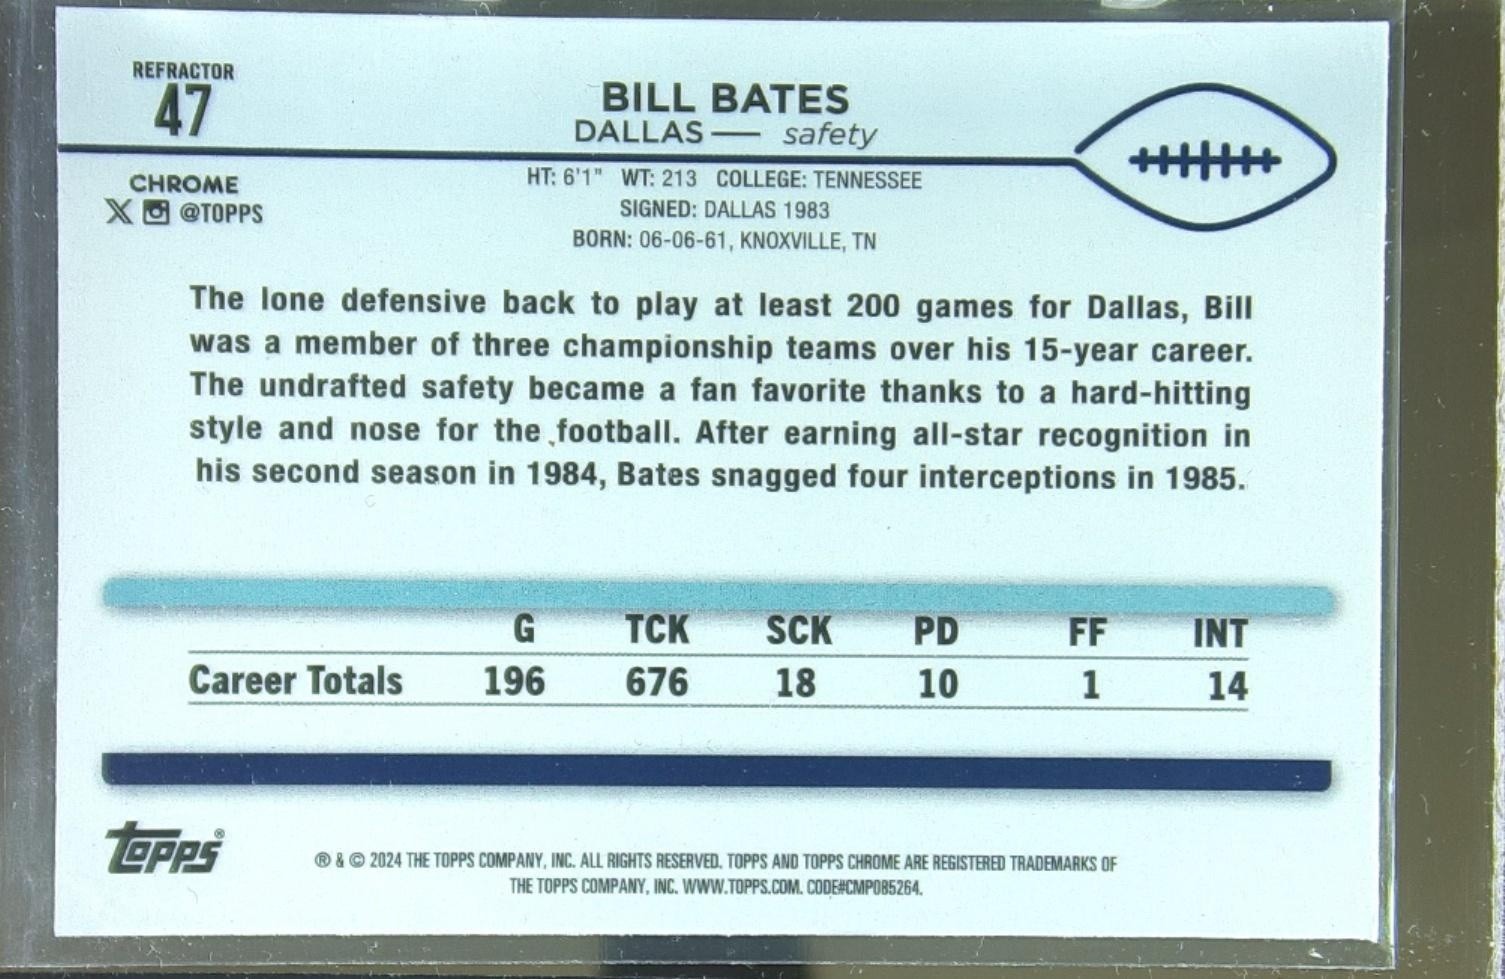 REFRACTOR
47
BILL BATES
DALLAS — safety
CHROME
X @TOPPS
HT: 6'1" WT: 213 COLLEGE: TENNESSEE
SIGNED: DALLAS 1983
BORN: 06-06-61, KNOXVILLE, TN
The lone defensive back to play at least 200 games for Dallas, Bill
was a member of three championship teams over his 15-year career.
The undrafted safety became a fan favorite thanks to a hard-hitting
style and nose for the football. After earning all-star recognition in
his second season in 1984, Bates snagged four interceptions in 1985.
G TCK SCK PD FF INT
Career Totals 196 676 18 10 1 14
Topps®
® & © 2024 THE TOPPS COMPANY, INC. ALL RIGHTS RESERVED. TOPPS AND TOPPS CHROME ARE REGISTERED TRADEMARKS OF
THE TOPPS COMPANY, INC. WWW.TOPPS.COM. CODE#CMP085264.